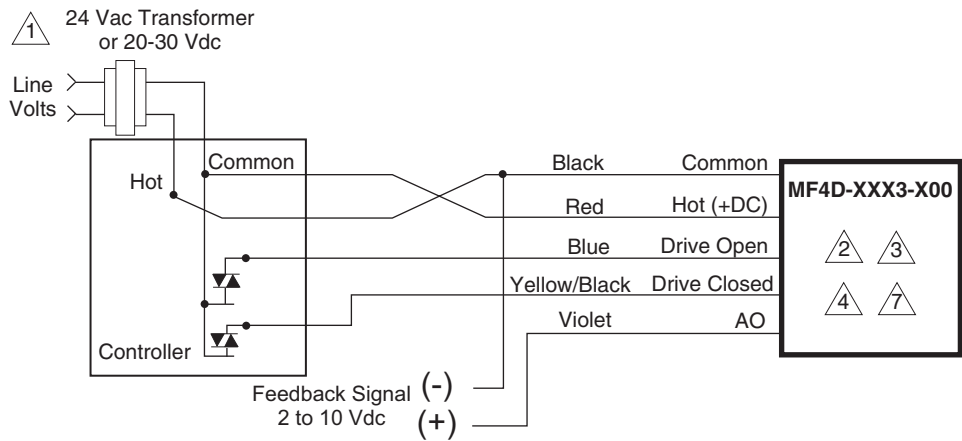 1
24 Vac Transformer
or 20-30 Vdc
Line
Volts
Common
Hot
Controller
Black
Common
Red
Hot (+DC)
Blue
Drive Open
Yellow/Black
Drive Closed
Violet
AO
MF4D-XXX3-X00
2
3
4
7
Feedback Signal
2 to 10 Vdc
(-)
(+)